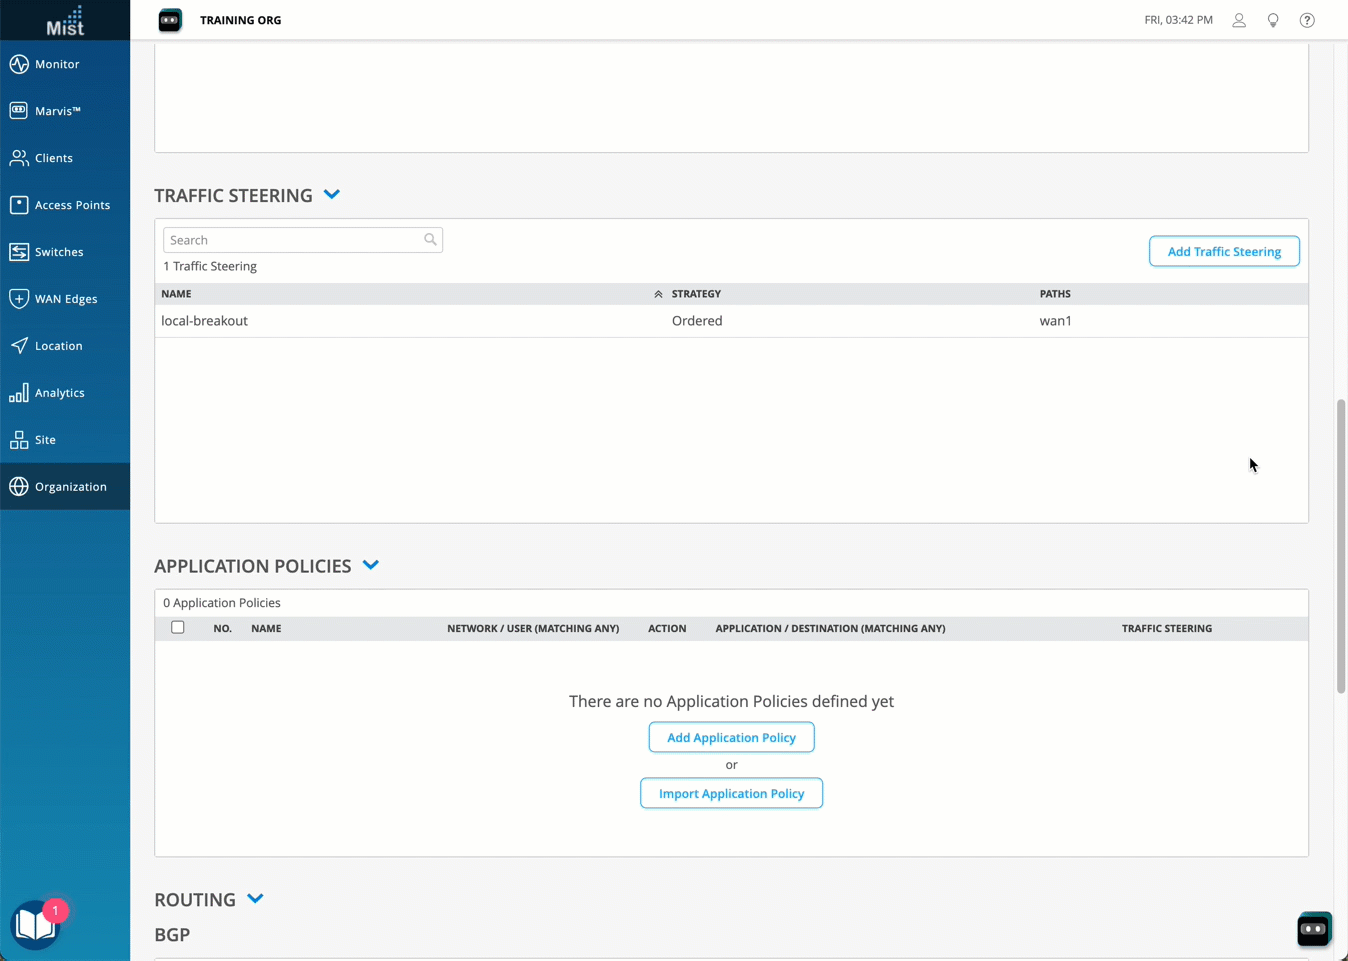 Mist
TRAINING ORG
FRI, 03:42 PM
Monitor
Marvis™
Clients
Access Points
Switches
WAN Edges
Location
Analytics
Site
Organization
1
TRAFFIC STEERING
Search
1 Traffic Steering
Add Traffic Steering
NAME STRATEGY PATHS
local-breakout Ordered wan1
APPLICATION POLICIES
0 Application Policies
NO. NAME NETWORK / USER (MATCHING ANY) ACTION APPLICATION / DESTINATION (MATCHING ANY) TRAFFIC STEERING
There are no Application Policies defined yet
Add Application Policy
or
Import Application Policy
ROUTING
BGP